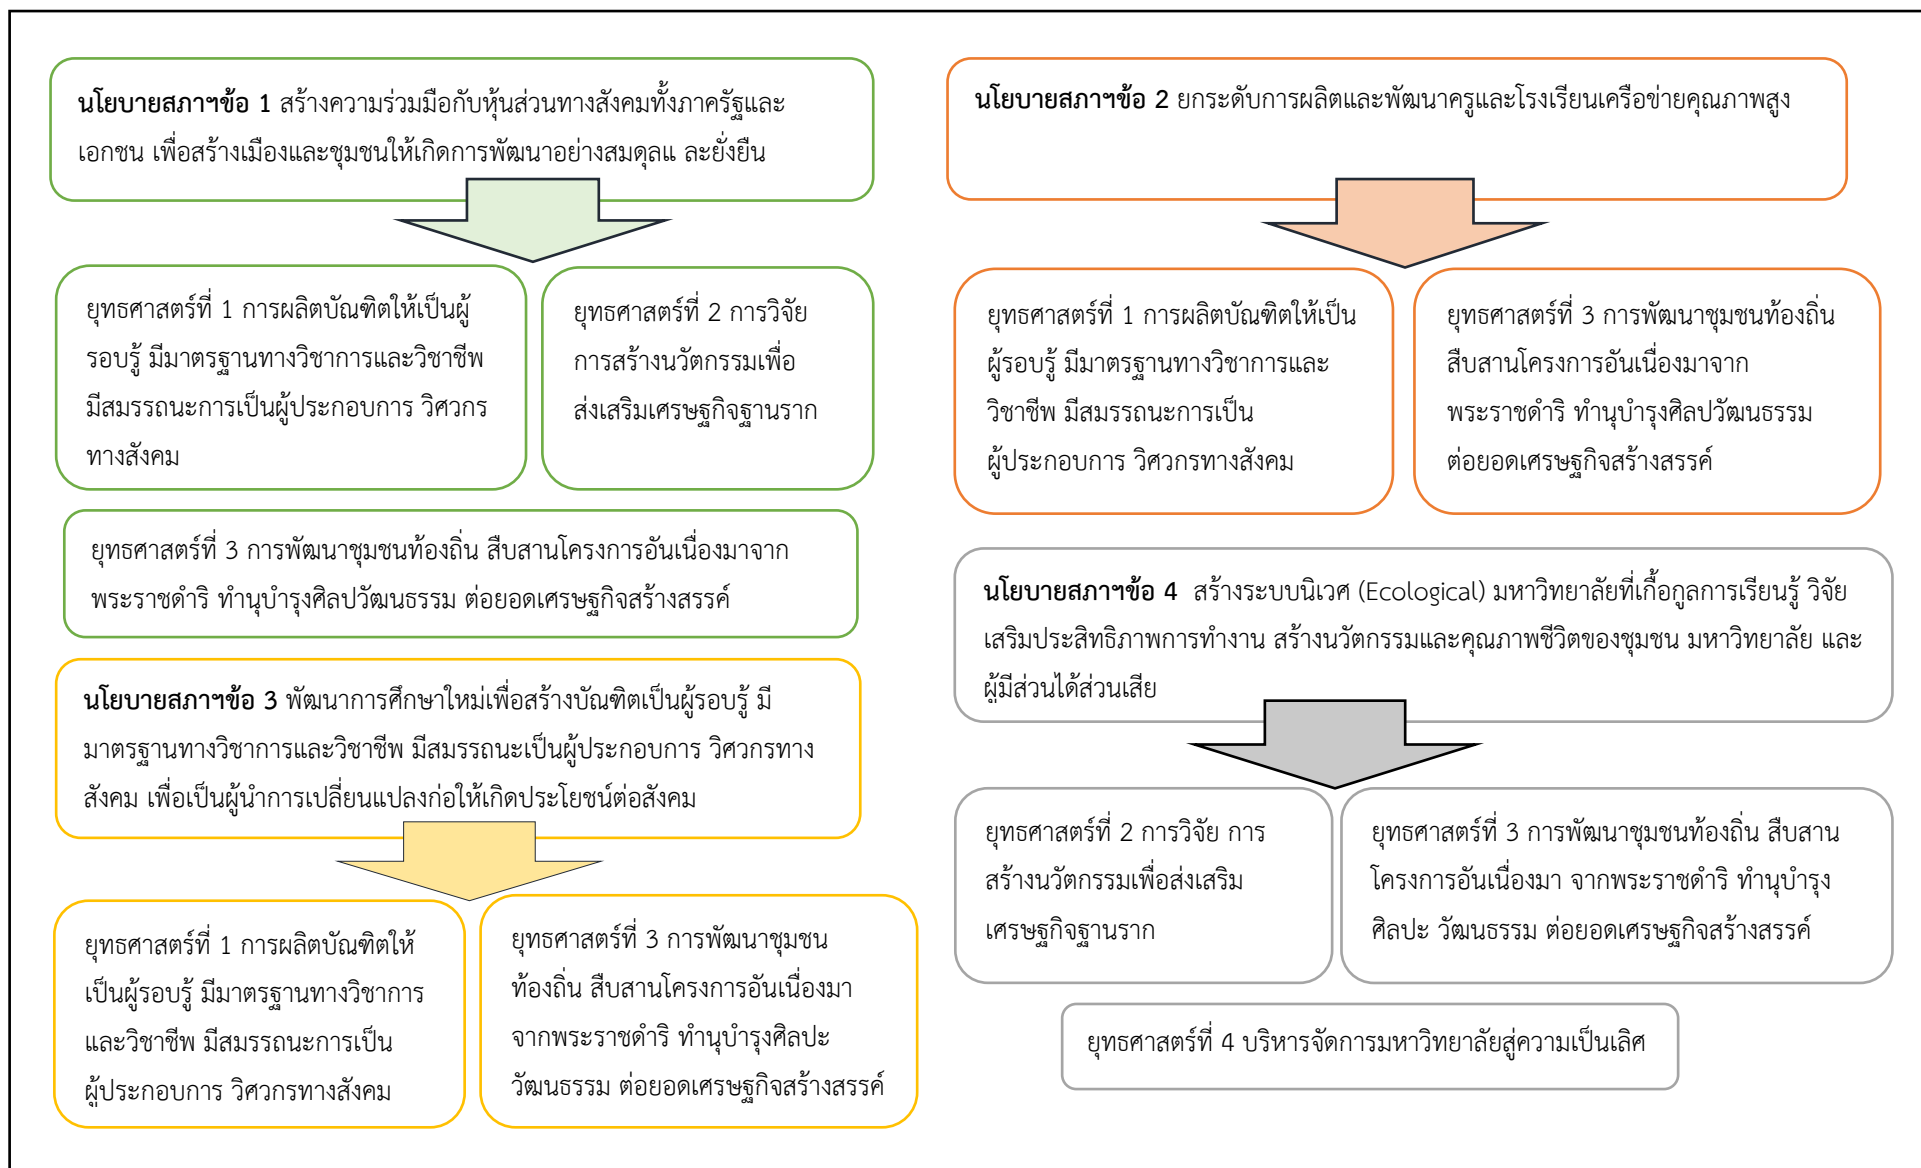 นโยบายสภาฯข้อ 1 สร้างความร่วมมือกับหุ้นส่วนทางสังคมทั้งภาครัฐและ
เอกชน เพื่อสร้างเมืองและชุมชนให้เกิดการพัฒนาอย่างสมดุลแ ละยั่งยืน
ยุทธศาสตร์ที่ 1 การผลิตบัณฑิตให้เป็นผู้
รอบรู้ มีมาตรฐานทางวิชาการและวิชาชีพ
มีสมรรถนะการเป็นผู้ประกอบการ วิศวกร
ทางสังคม
ยุทธศาสตร์ที่ 2 การวิจัย
การสร้างนวัตกรรมเพื่อ
ส่งเสริมเศรษฐกิจฐานราก
ยุทธศาสตร์ที่ 3 การพัฒนาชุมชนท้องถิ่น สืบสานโครงการอันเนื่องมาจาก
พระราชดำริ ทำนุบำรุงศิลปวัฒนธรรม ต่อยอดเศรษฐกิจสร้างสรรค์
นโยบายสภาฯข้อ 2 ยกระดับการผลิตและพัฒนาครูและโรงเรียนเครือข่ายคุณภาพสูง
ยุทธศาสตร์ที่ 1 การผลิตบัณฑิตให้เป็น
ผู้รอบรู้ มีมาตรฐานทางวิชาการและ
วิชาชีพ มีสมรรถนะการเป็น
ผู้ประกอบการ วิศวกรทางสังคม
ยุทธศาสตร์ที่ 3 การพัฒนาชุมชนท้องถิ่น
สืบสานโครงการอันเนื่องมาจาก
พระราชดำริ ทำนุบำรุงศิลปวัฒนธรรม
ต่อยอดเศรษฐกิจสร้างสรรค์
นโยบายสภาฯข้อ 3 พัฒนาการศึกษาใหม่เพื่อสร้างบัณฑิตเป็นผู้รอบรู้ มี
มาตรฐานทางวิชาการและวิชาชีพ มีสมรรถนะเป็นผู้ประกอบการ วิศวกรทาง
สังคม เพื่อเป็นผู้นำการเปลี่ยนแปลงก่อให้เกิดประโยชน์ต่อสังคม
ยุทธศาสตร์ที่ 1 การผลิตบัณฑิตให้
เป็นผู้รอบรู้ มีมาตรฐานทางวิชาการ
และวิชาชีพ มีสมรรถนะการเป็น
ผู้ประกอบการ วิศวกรทางสังคม
ยุทธศาสตร์ที่ 3 การพัฒนาชุมชน
ท้องถิ่น สืบสานโครงการอันเนื่องมา
จากพระราชดำริ ทำนุบำรุงศิลปะ
วัฒนธรรม ต่อยอดเศรษฐกิจสร้างสรรค์
นโยบายสภาฯข้อ 4 สร้างระบบนิเวศ (Ecological) มหาวิทยาลัยที่เกื้อกูลการเรียนรู้ วิจัย
เสริมประสิทธิภาพการทำงาน สร้างนวัตกรรมและคุณภาพชีวิตของชุมชน มหาวิทยาลัย และ
ผู้มีส่วนได้ส่วนเสีย
ยุทธศาสตร์ที่ 2 การวิจัย การ
สร้างนวัตกรรมเพื่อส่งเสริม
เศรษฐกิจฐานราก
ยุทธศาสตร์ที่ 3 การพัฒนาชุมชนท้องถิ่น สืบสาน
โครงการอันเนื่องมา จากพระราชดำริ ทำนุบำรุง
ศิลปะ วัฒนธรรม ต่อยอดเศรษฐกิจสร้างสรรค์
ยุทธศาสตร์ที่ 4 บริหารจัดการมหาวิทยาลัยสู่ความเป็นเลิศ